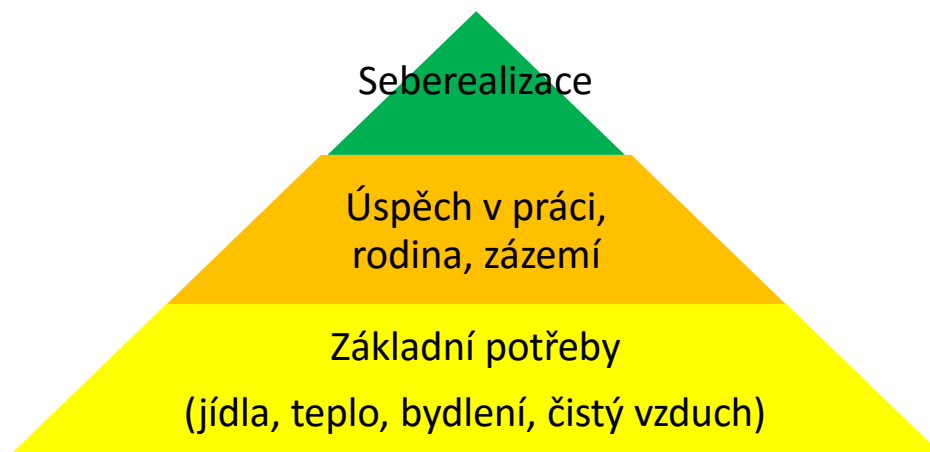 Seberealizace
Úspěch v práci,
rodina, zázemí
Základní potřeby
(jídla, teplo, bydlení, čistý vzduch)